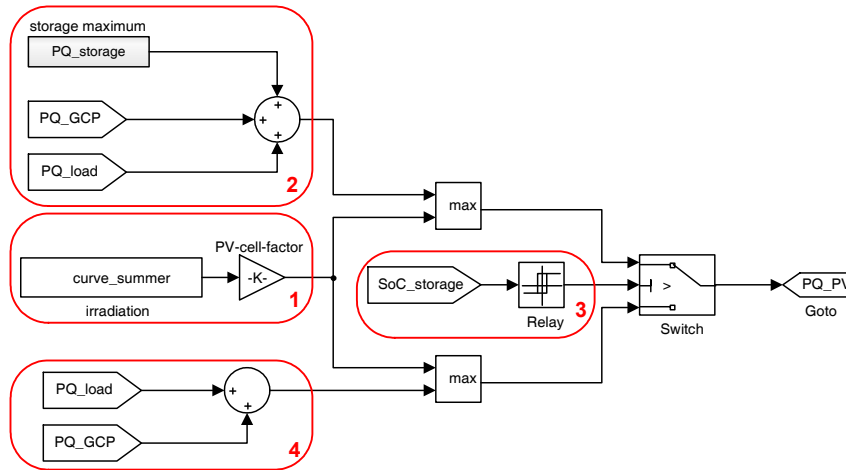 storage maximum
PQ_storage
PQ_GCP
PQ_load
+
+
+
2
max
PV-cell-factor
curve_summer
-K-
irradiation
1
SoC_storage
Relay
3
>
Switch
PQ_PV
Goto
PQ_load
PQ_GCP
+
+
4
max